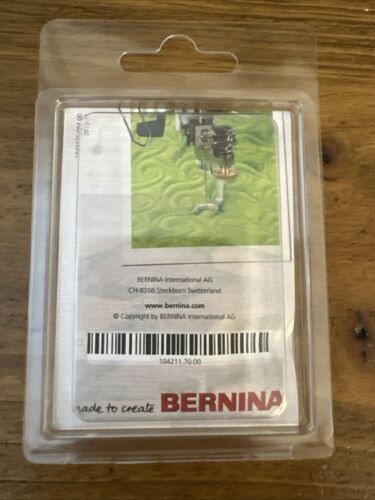 BERNINA International AG
CH-8266 Steckborn Switzerland
www.bernina.com
© Copyright by BERNINA International AG
104211.70.00
made to create BERNINA